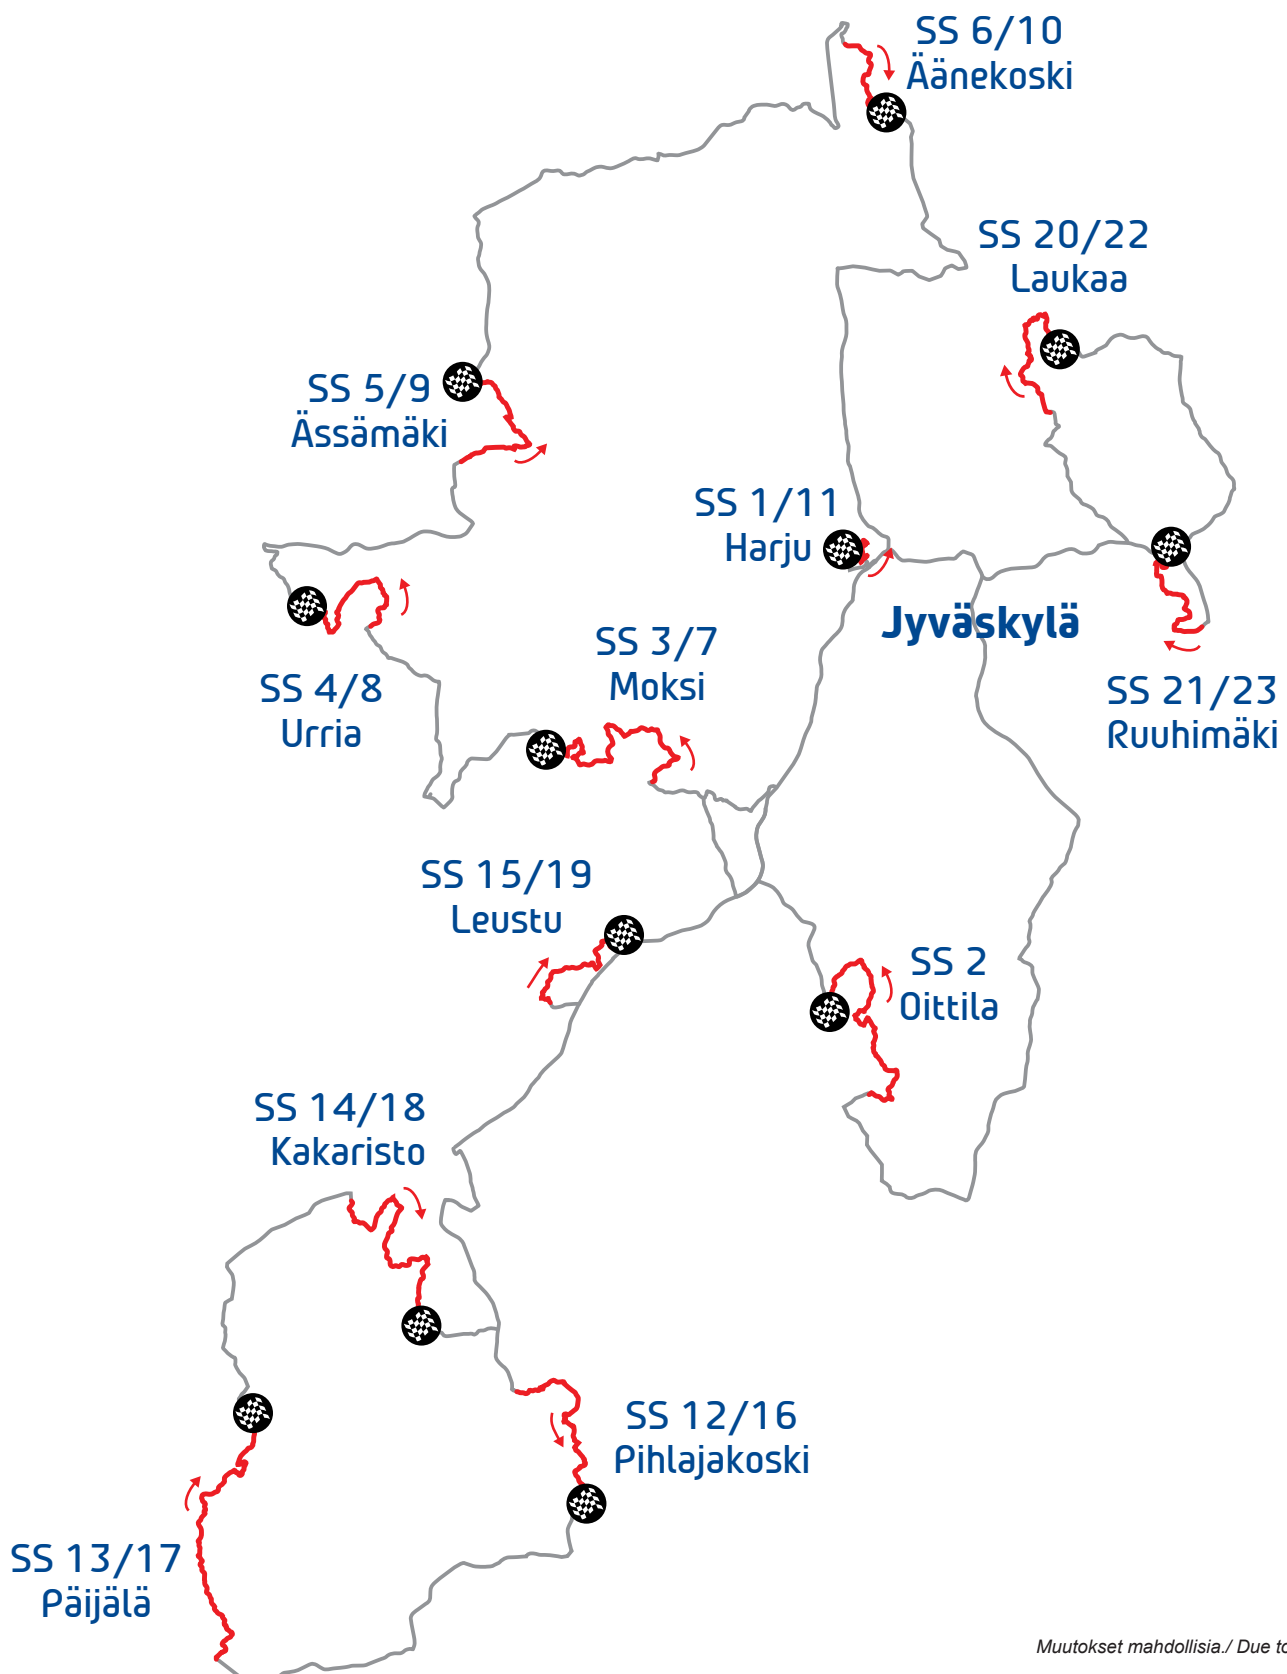 SS 6/10
Äänekoski
SS 20/22
Laukaa
SS 5/9
Ässämäki
SS 1/11
Harju
Jyväskylä
SS 3/7
Moksi
SS 4/8
Urria
SS 21/23
Ruuhimäki
SS 15/19
Leustu
SS 2
Oittila
SS 14/18
Kakaristo
SS 12/16
Pihlajakoski
SS 13/17
Päijälä
Muutokset mahdollisia./ Due to